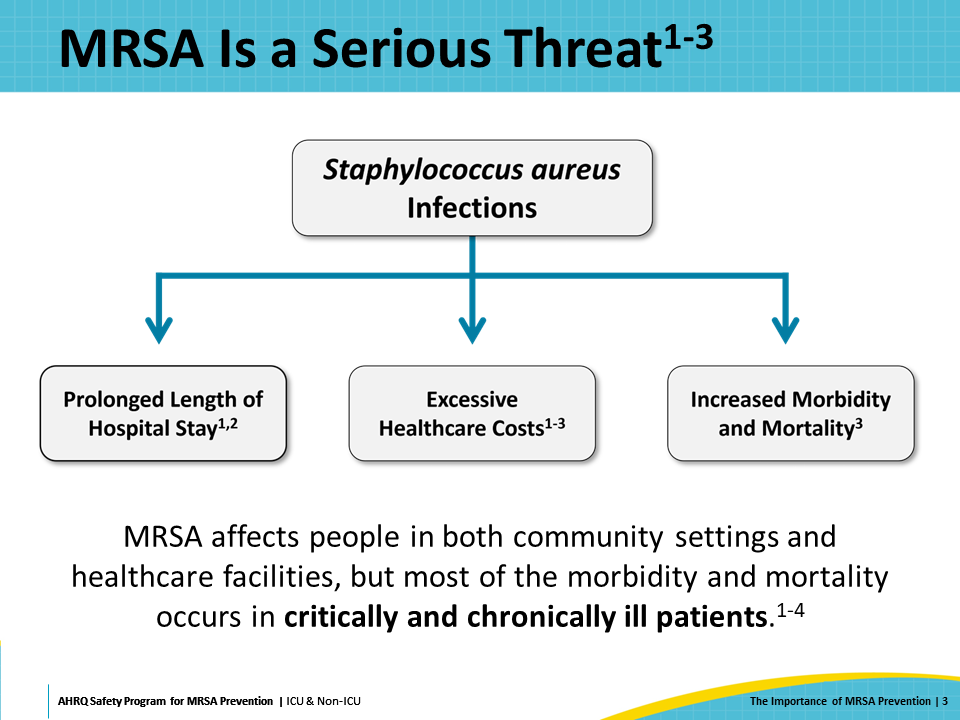 MRSA Is a Serious Threat1-3
Staphylococcus aureus
Infections
Prolonged Length of
Hospital Stay1,2
Excessive
Healthcare Costs1-3
Increased Morbidity
and Mortality3
MRSA affects people in both community settings and
healthcare facilities, but most of the morbidity and mortality
occurs in critically and chronically ill patients.1-4
AHRQ Safety Program for MRSA Prevention | ICU & Non-ICU
The Importance of MRSA Prevention | 3